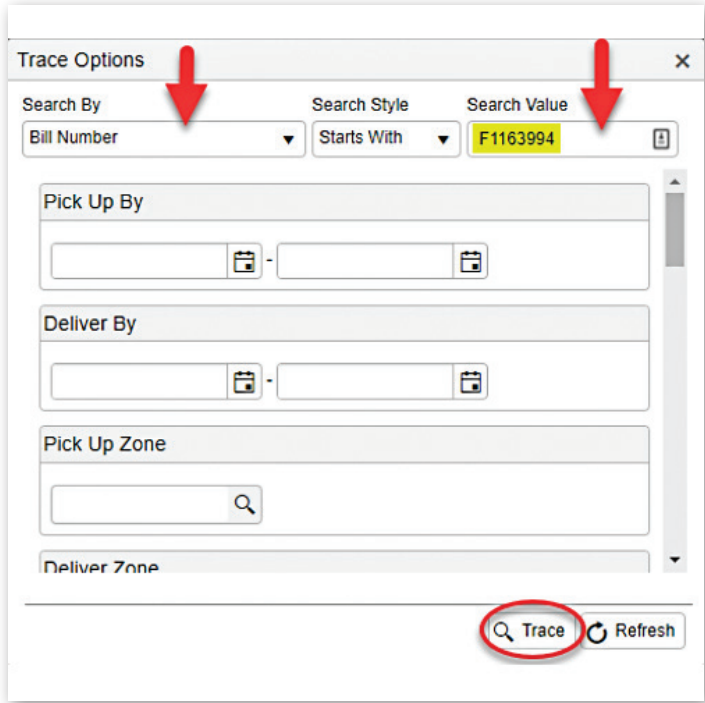 Trace Options
Search By Search Style Search Value
Bill Number Starts With F1163994
Pick Up By
-
Deliver By
-
Pick Up Zone
Deliver Zone
Trace Refresh